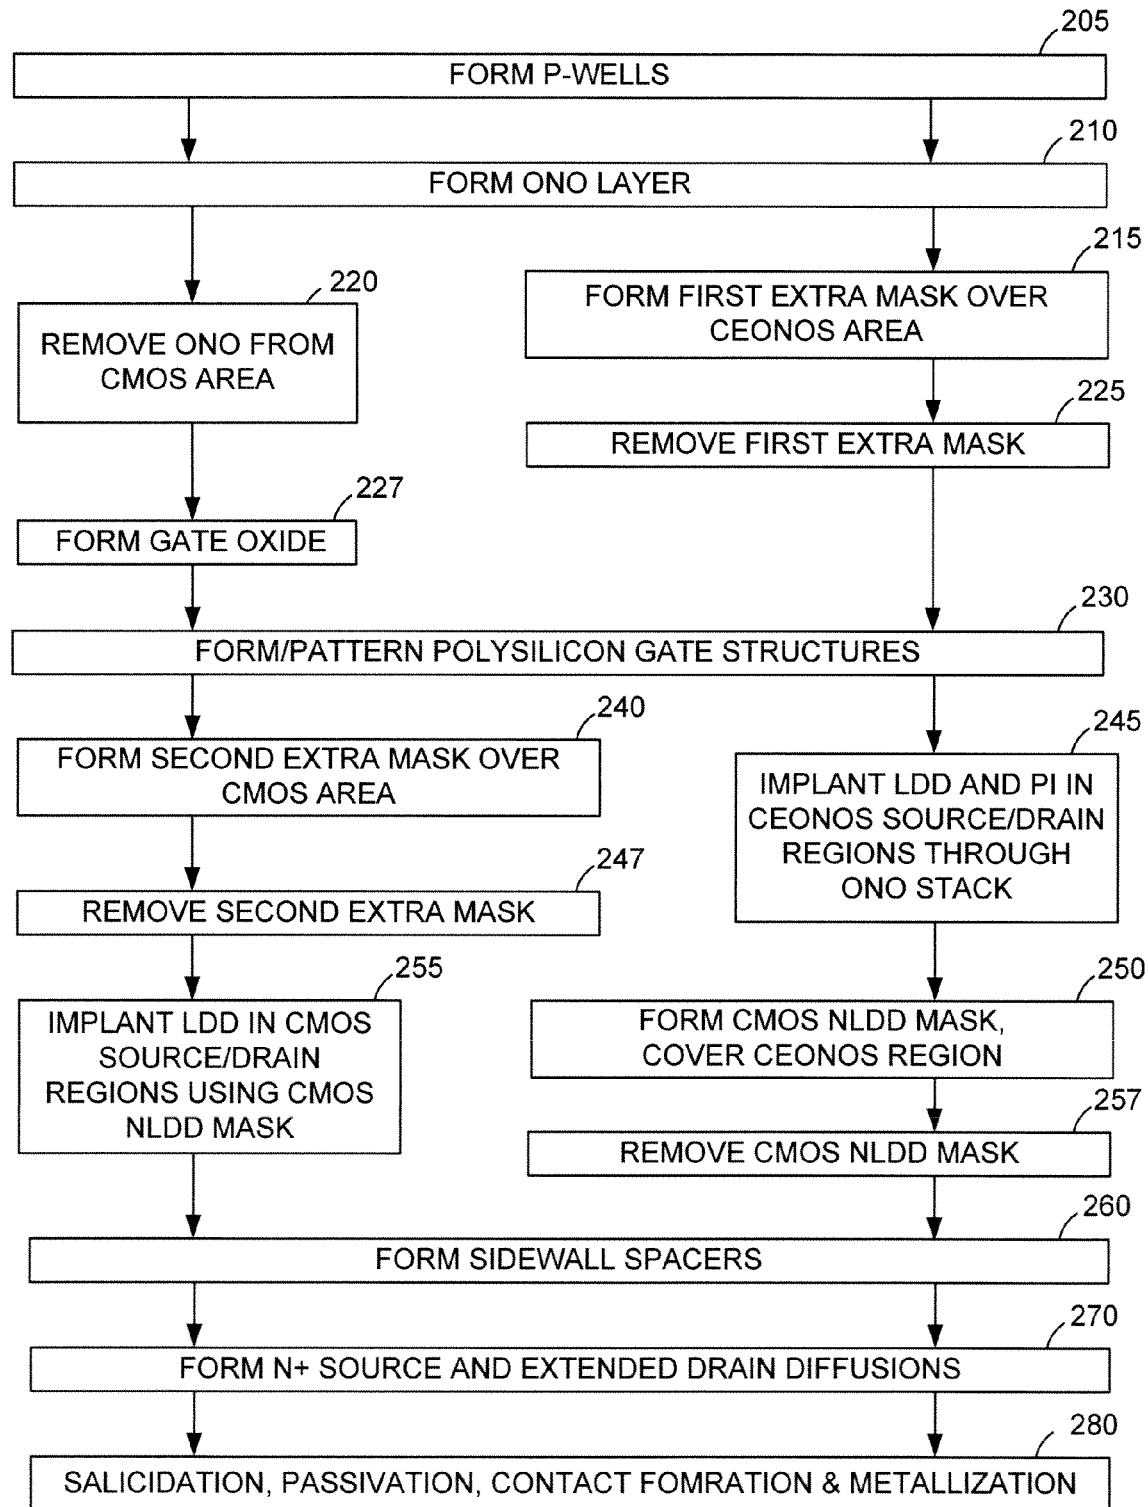 205
FORM P-WELLS
210
FORM ONO LAYER
215
FORM FIRST EXTRA MASK OVER
CEONOS AREA
220
REMOVE ONO FROM
CMOS AREA
225
REMOVE FIRST EXTRA MASK
227
FORM GATE OXIDE
230
FORM/PATTERN POLYSILICON GATE STRUCTURES
240
FORM SECOND EXTRA MASK OVER
CMOS AREA
245
IMPLANT LDD AND PI IN
CEONOS SOURCE/DRAIN
REGIONS THROUGH
ONO STACK
247
REMOVE SECOND EXTRA MASK
255
IMPLANT LDD IN CMOS
SOURCE/DRAIN
REGIONS USING CMOS
NLDD MASK
250
FORM CMOS NLDD MASK,
COVER CEONOS REGION
257
REMOVE CMOS NLDD MASK
260
FORM SIDEWALL SPACERS
270
FORM N+ SOURCE AND EXTENDED DRAIN DIFFUSIONS
280
SALICIDATION, PASSIVATION, CONTACT FOMRATION & METALLIZATION